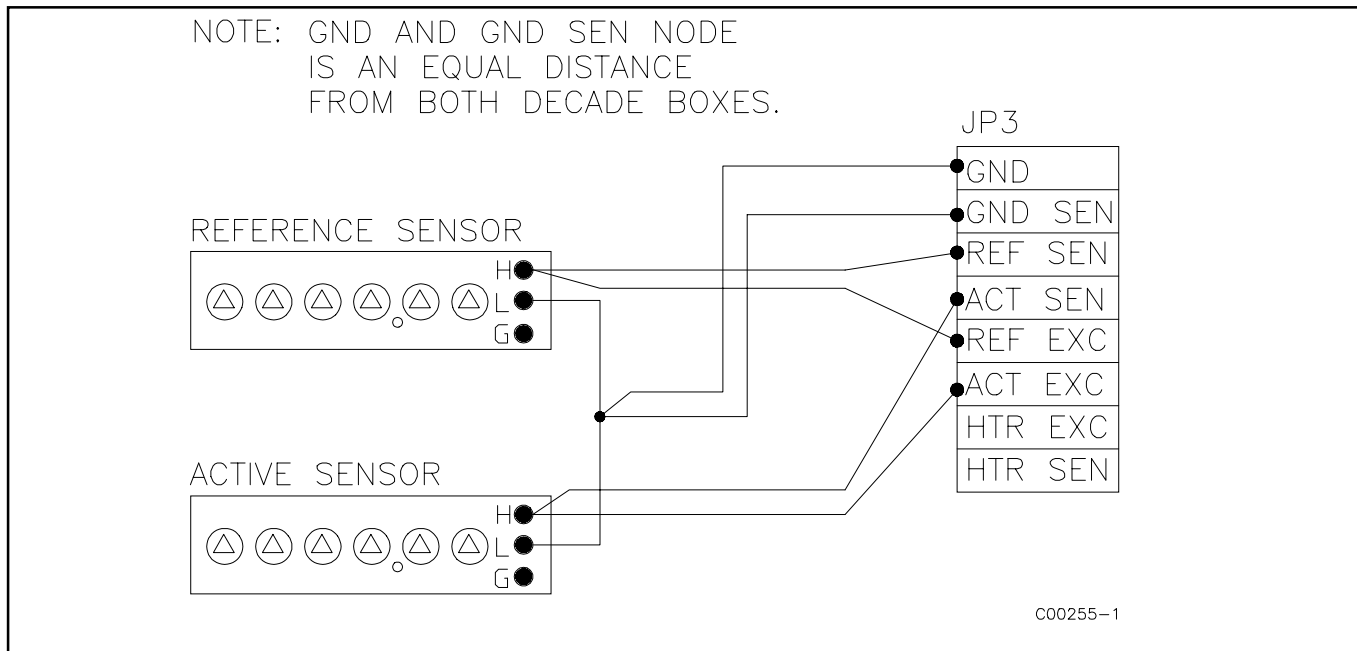 NOTE: GND AND GND SEN NODE
IS AN EQUAL DISTANCE
FROM BOTH DECADE BOXES.
JP3
GND
GND SEN
REF SEN
ACT SEN
REF EXC
ACT EXC
HTR EXC
HTR SEN
REFERENCE SENSOR
H
L
G
ACTIVE SENSOR
H
L
G
C00255-1